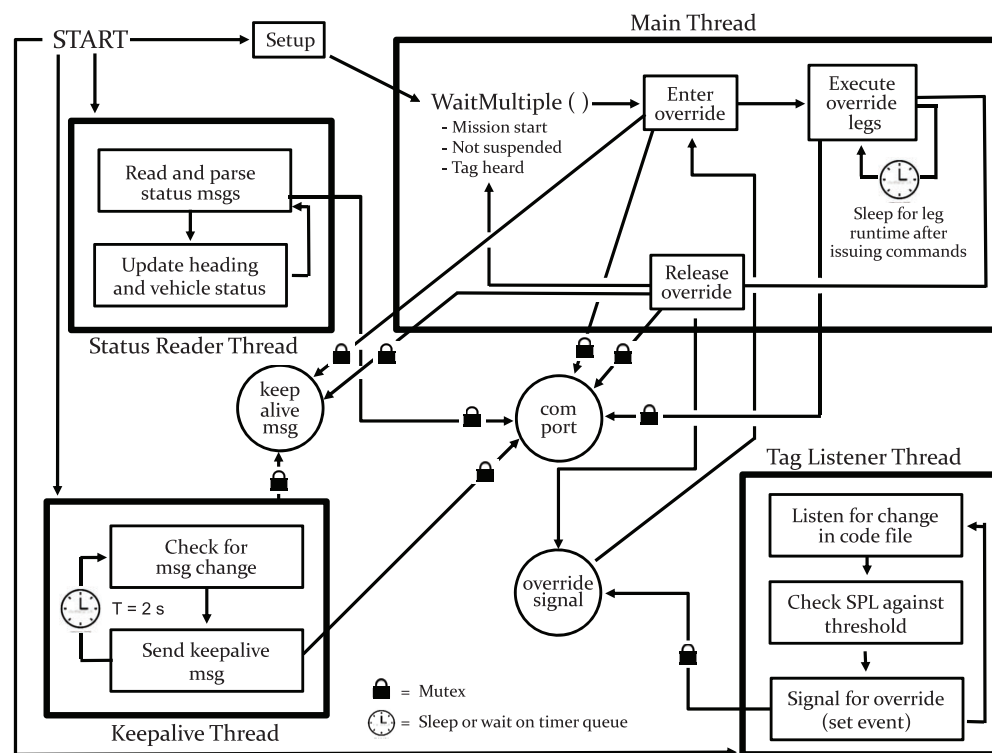 Main Thread
START
Setup
WaitMultiple ( )
- Mission start
- Not suspended
- Tag heard
Enter
override
Execute
override
legs
Sleep for leg
runtime after
issuing commands
Release
override
Read and parse
status msgs
Update heading
and vehicle status
Status Reader Thread
keep
alive
msg
com
port
Tag Listener Thread
Listen for change
in code file
Check SPL against
threshold
Signal for override
(set event)
override
signal
Check for
msg change
T = 2 s
Send keepalive
msg
Keepalive Thread
= Mutex
= Sleep or wait on timer queue